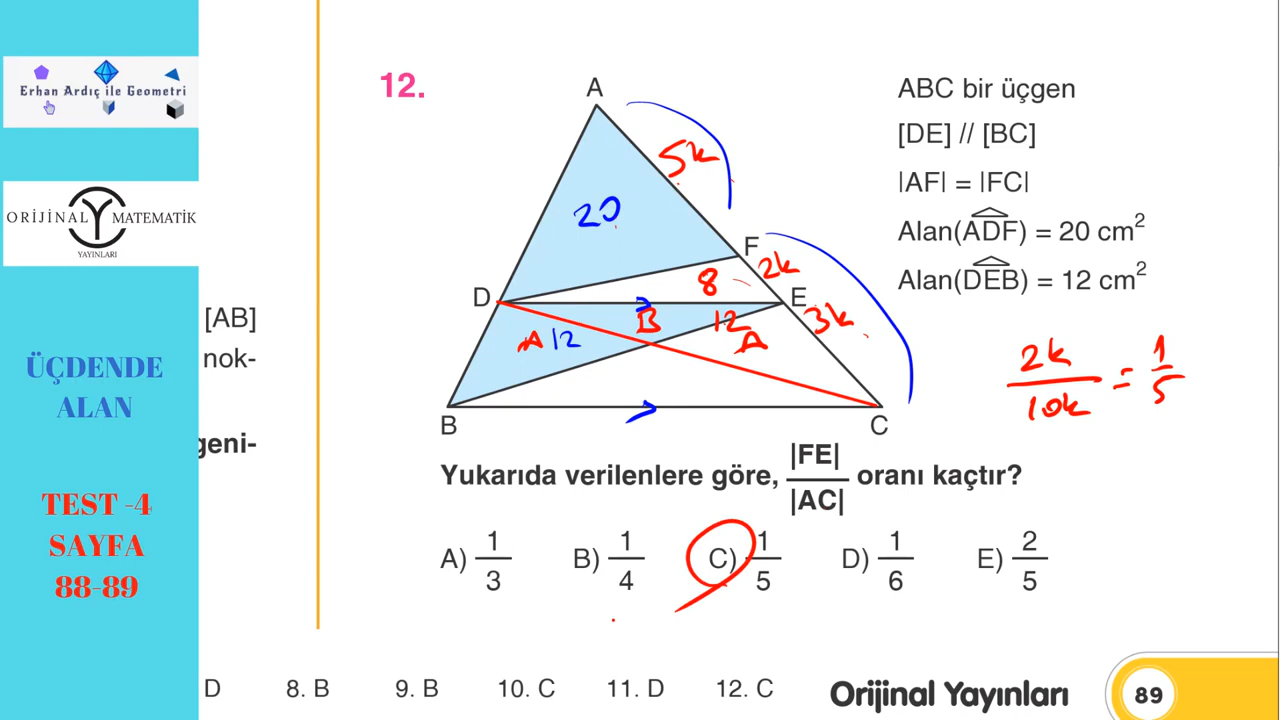 Erhan Ardıç ile Geometri
ORİJİNAL MATEMATİK
YAYINLARI
ÜÇDENDE
ALAN
TEST -4
SAYFA
88-89
[AB]
nok-
geni-
12.
A
5k
20
F
2k
8
D
E
3k
A 12
B
12
A
B
C
ABC bir üçgen
[DE] // [BC]
|AF| = |FC|
Alan(ADF) = 20 cm²
Alan(DEB) = 12 cm²
2k/10k = 1/5
Yukarıda verilenlere göre, |FE|/|AC| oranı kaçtır?
A) 1/3 B) 1/4 C) 1/5 D) 1/6 E) 2/5
D 8. B 9. B 10. C 11. D 12. C
Orijinal Yayınları 89